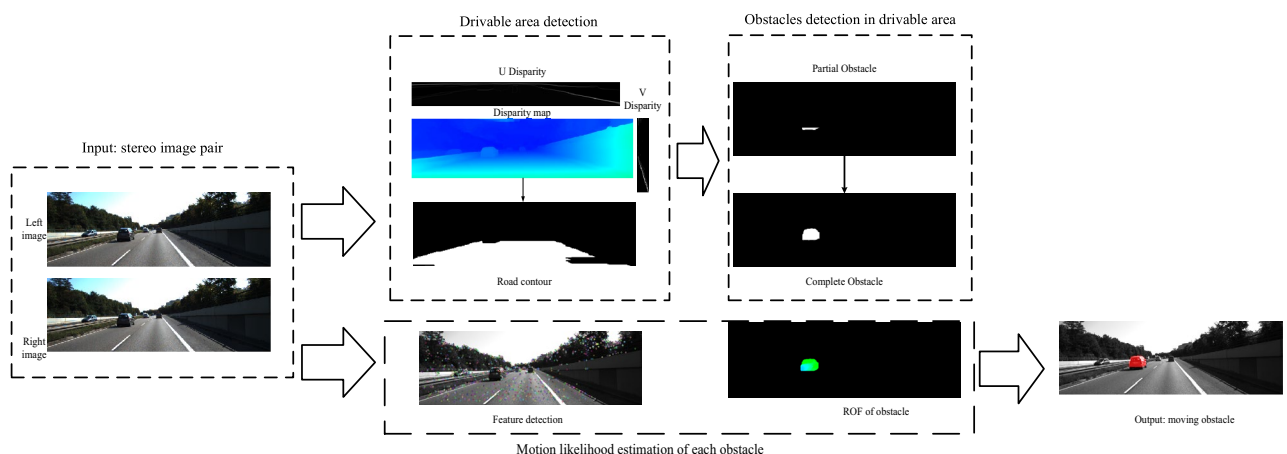 Drivable area detection
Obstacles detection in drivable area
U Disparity
V
Disparity
Disparity map
Partial Obstacle
Input: stereo image pair
Left
image
Right
image
Road contour
Complete Obstacle
Feature detection
ROF of obstacle
Output: moving obstacle
Motion likelihood estimation of each obstacle